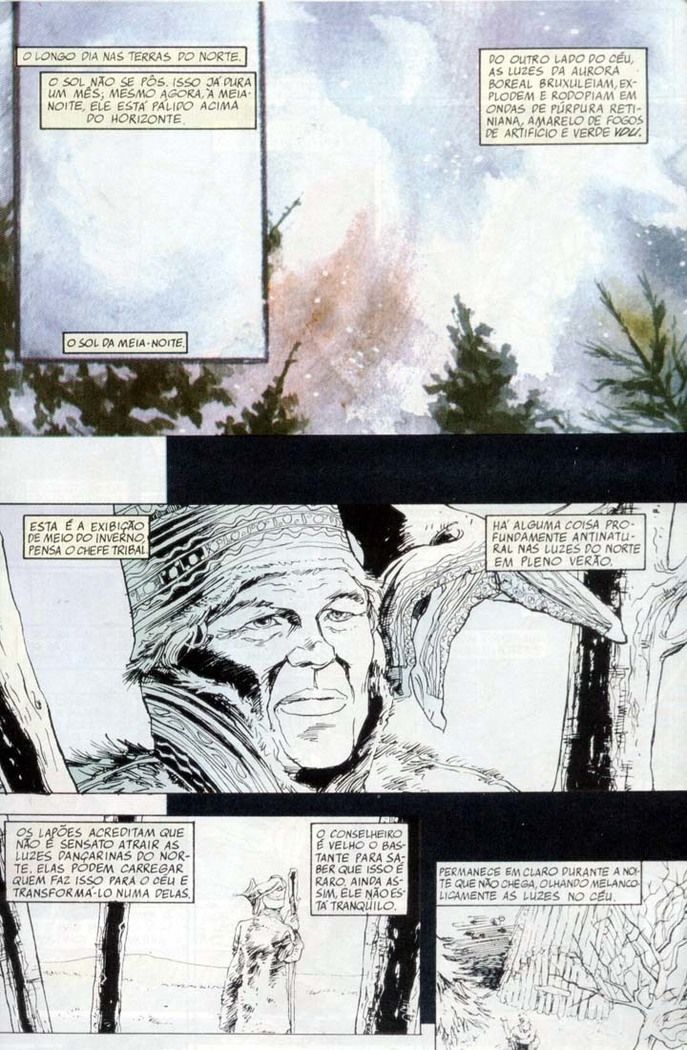 O LONGO DIA NAS TERRAS DO NORTE.
O SOL NÃO SE PÔS. ISSO JÁ DURA
UM MÊS; MESMO AGORA, À MEIA-
NOITE, ELE ESTÁ PÁLIDO ACIMA
DO HORIZONTE.
O SOL DA MEIA-NOITE.
DO OUTRO LADO DO CÉU,
AS LUZES DA AURORA
BOREAL BRUXULEIAM, EX-
PLODEM E RODOPIAM EM
ONDAS DE PÚRPURA RETI-
NIANA, AMARELO DE FOGOS
DE ARTIFÍCIO E VERDE VDU.
ESTA É A EXIBIÇÃO
DE MEIO DO INVERNO,
PENSA O CHEFE TRIBAL.
HÁ ALGUMA COISA PRO-
FUNDAMENTE ANTINATU-
RAL NAS LUZES DO NORTE
EM PLENO VERÃO.
OS LAPÕES ACREDITAM QUE
NÃO É SENSATO ATRAIR AS
LUZES DANÇARINAS DO NOR-
TE. ELAS PODEM CARREGAR
QUEM FAZ ISSO PARA O CÉU E
TRANSFORMÁ-LO NUMA DELAS.
O CONSELHEIRO
É VELHO O BAS-
TANTE PARA SA-
BER QUE ISSO É
RARO. AINDA AS-
SIM, ELE NÃO ES-
TÁ TRANQÜILO.
PERMANECE EM CLARO DURANTE A NOI-
TE QUE NÃO CHEGA, OLHANDO MELANCO-
LICAMENTE AS LUZES NO CÉU.